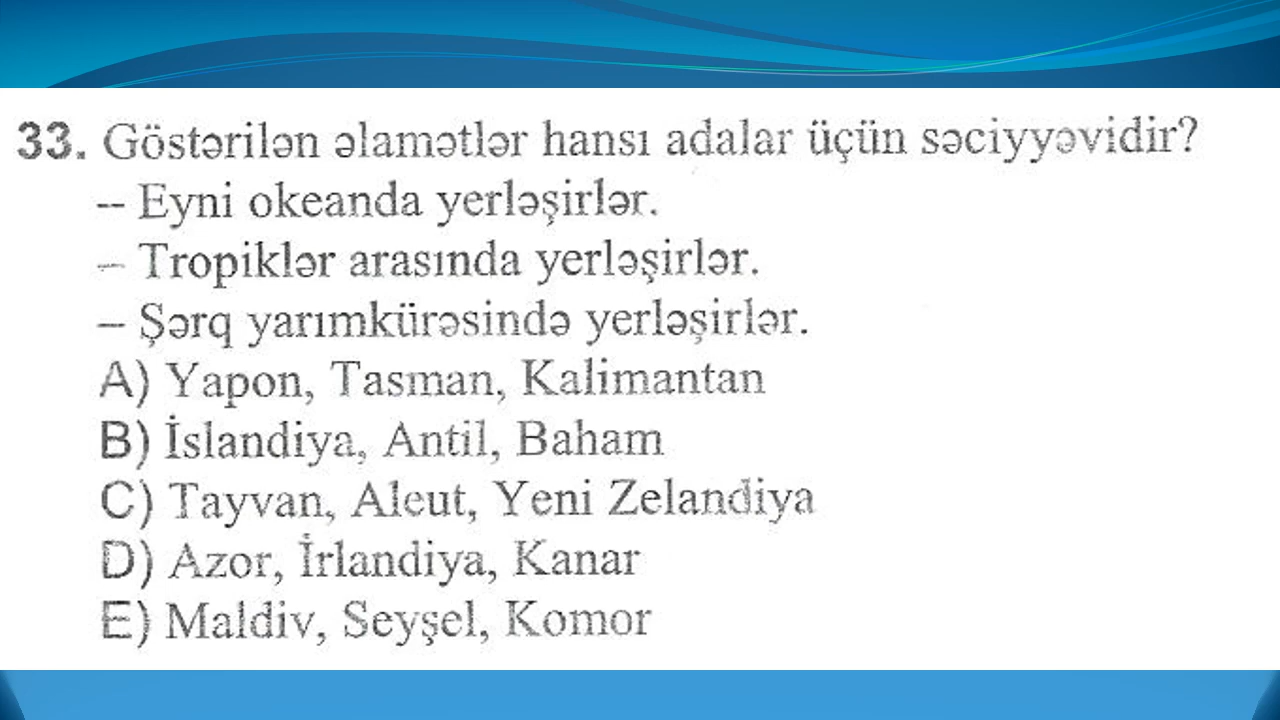 33. Göstərilən əlamətlər hansı adalar üçün səciyyəvidir?
-- Eyni okeanda yerləşirlər.
– Tropiklər arasında yerləşirlər.
– Şərq yarımkürəsində yerləşirlər.
A) Yapon, Tasman, Kalimantan
B) İslandiya, Antil, Baham
C) Tayvan, Aleut, Yeni Zelandiya
D) Azor, İrlandiya, Kanar
E) Maldiv, Seyşel, Komor